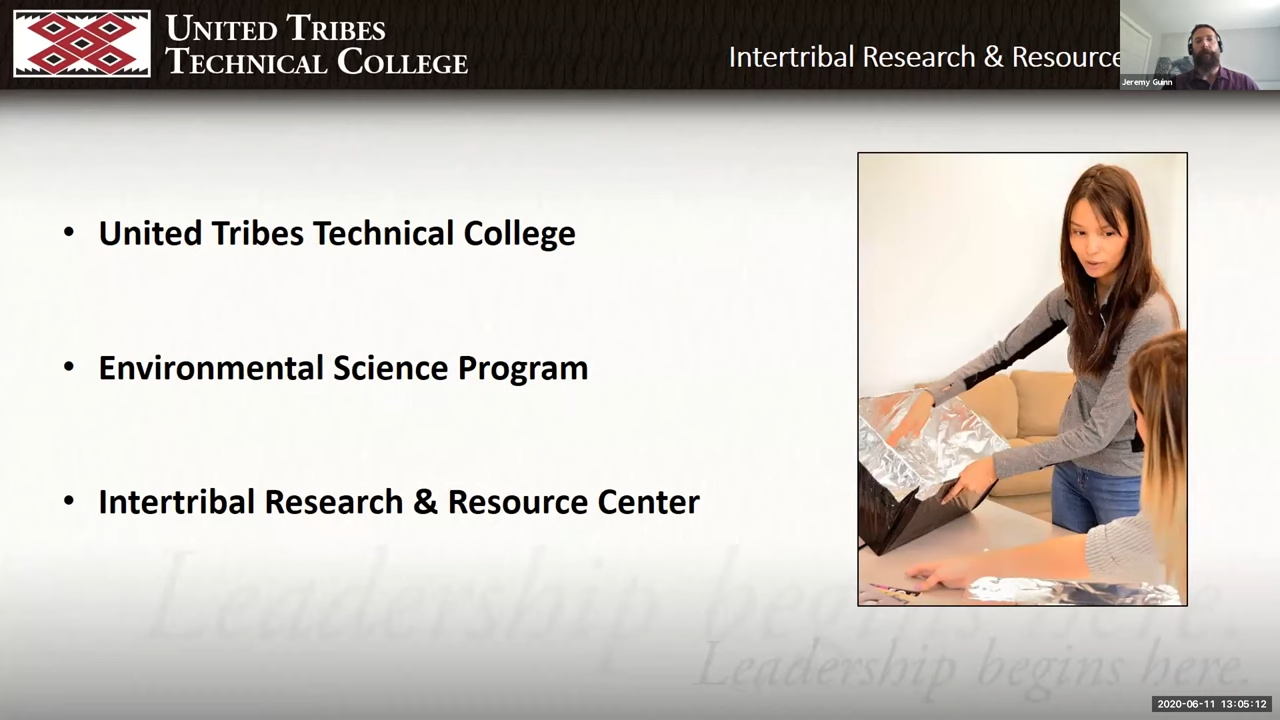 United Tribes
Technical College
Intertribal Research & Resource
Jeremy Guinn
• United Tribes Technical College
• Environmental Science Program
• Intertribal Research & Resource Center
Leadership begins here.
Leadership begins here.
2020-06-11 13:05:12